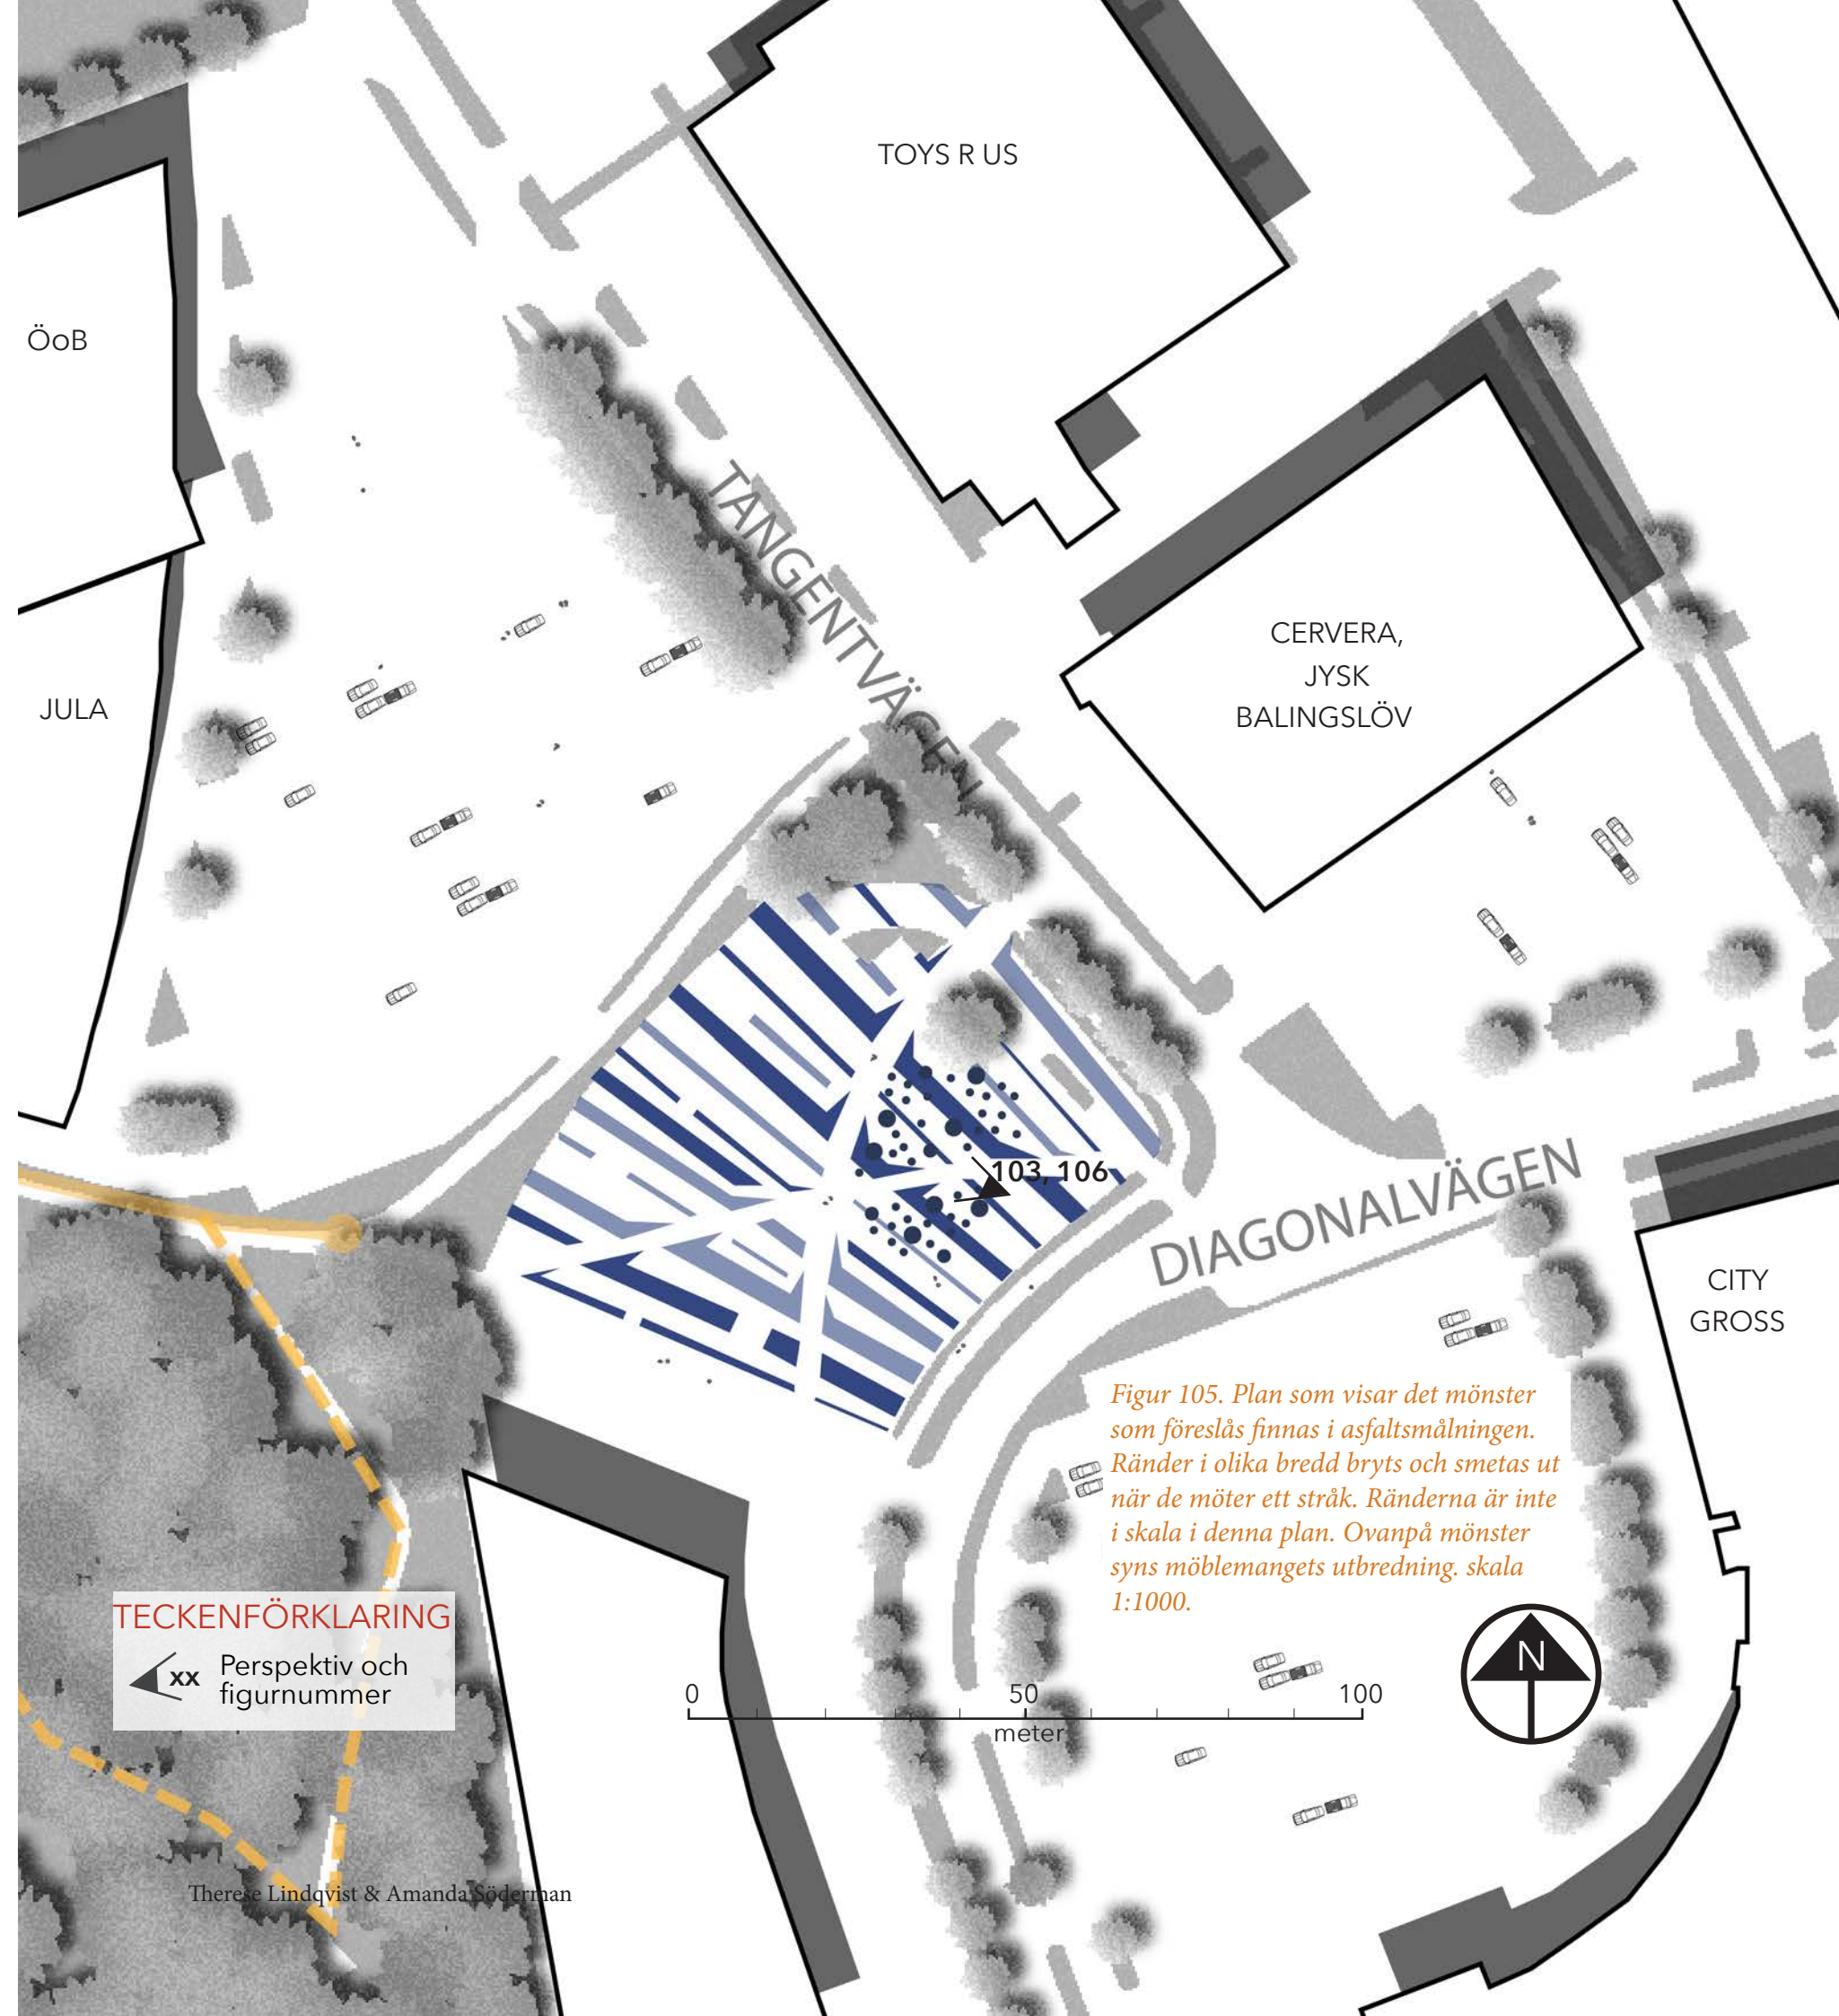 TOYS R US
ÖoB
TANGENTVÄGEN
CERVERA,
JYSK
BALINGSLÖV
JULA
103, 106
DIAGONALVÄGEN
CITY
GROSS
Figur 105. Plan som visar det mönster
som föreslås finnas i asfaltsmålningen.
Ränder i olika bredd bryts och smetas ut
när de möter ett stråk. Ränderna är inte
i skala i denna plan. Ovanpå mönster
syns möblemangets utbredning. skala
1:1000.
TECKENFÖRKLARING
xx Perspektiv och
figurnummer
0 50 100
meter
N
Therese Lindqvist & Amanda Söderman